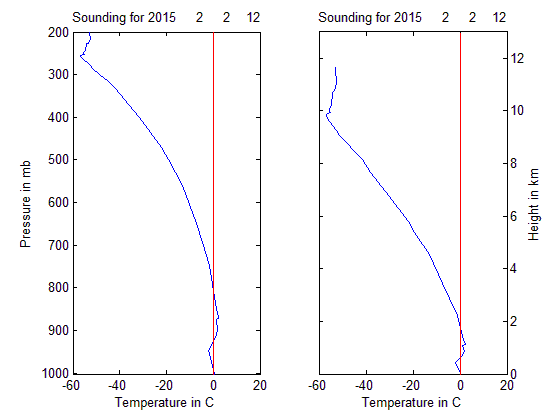 Sounding for 2015 2 2 12
Sounding for 2015 2 2 12
200
300
400
500
600
700
800
900
1000
Pressure in mb
-60 -40 -20 0 20
Temperature in C
12
10
8
6
4
2
0
Height in km
-60 -40 -20 0 20
Temperature in C